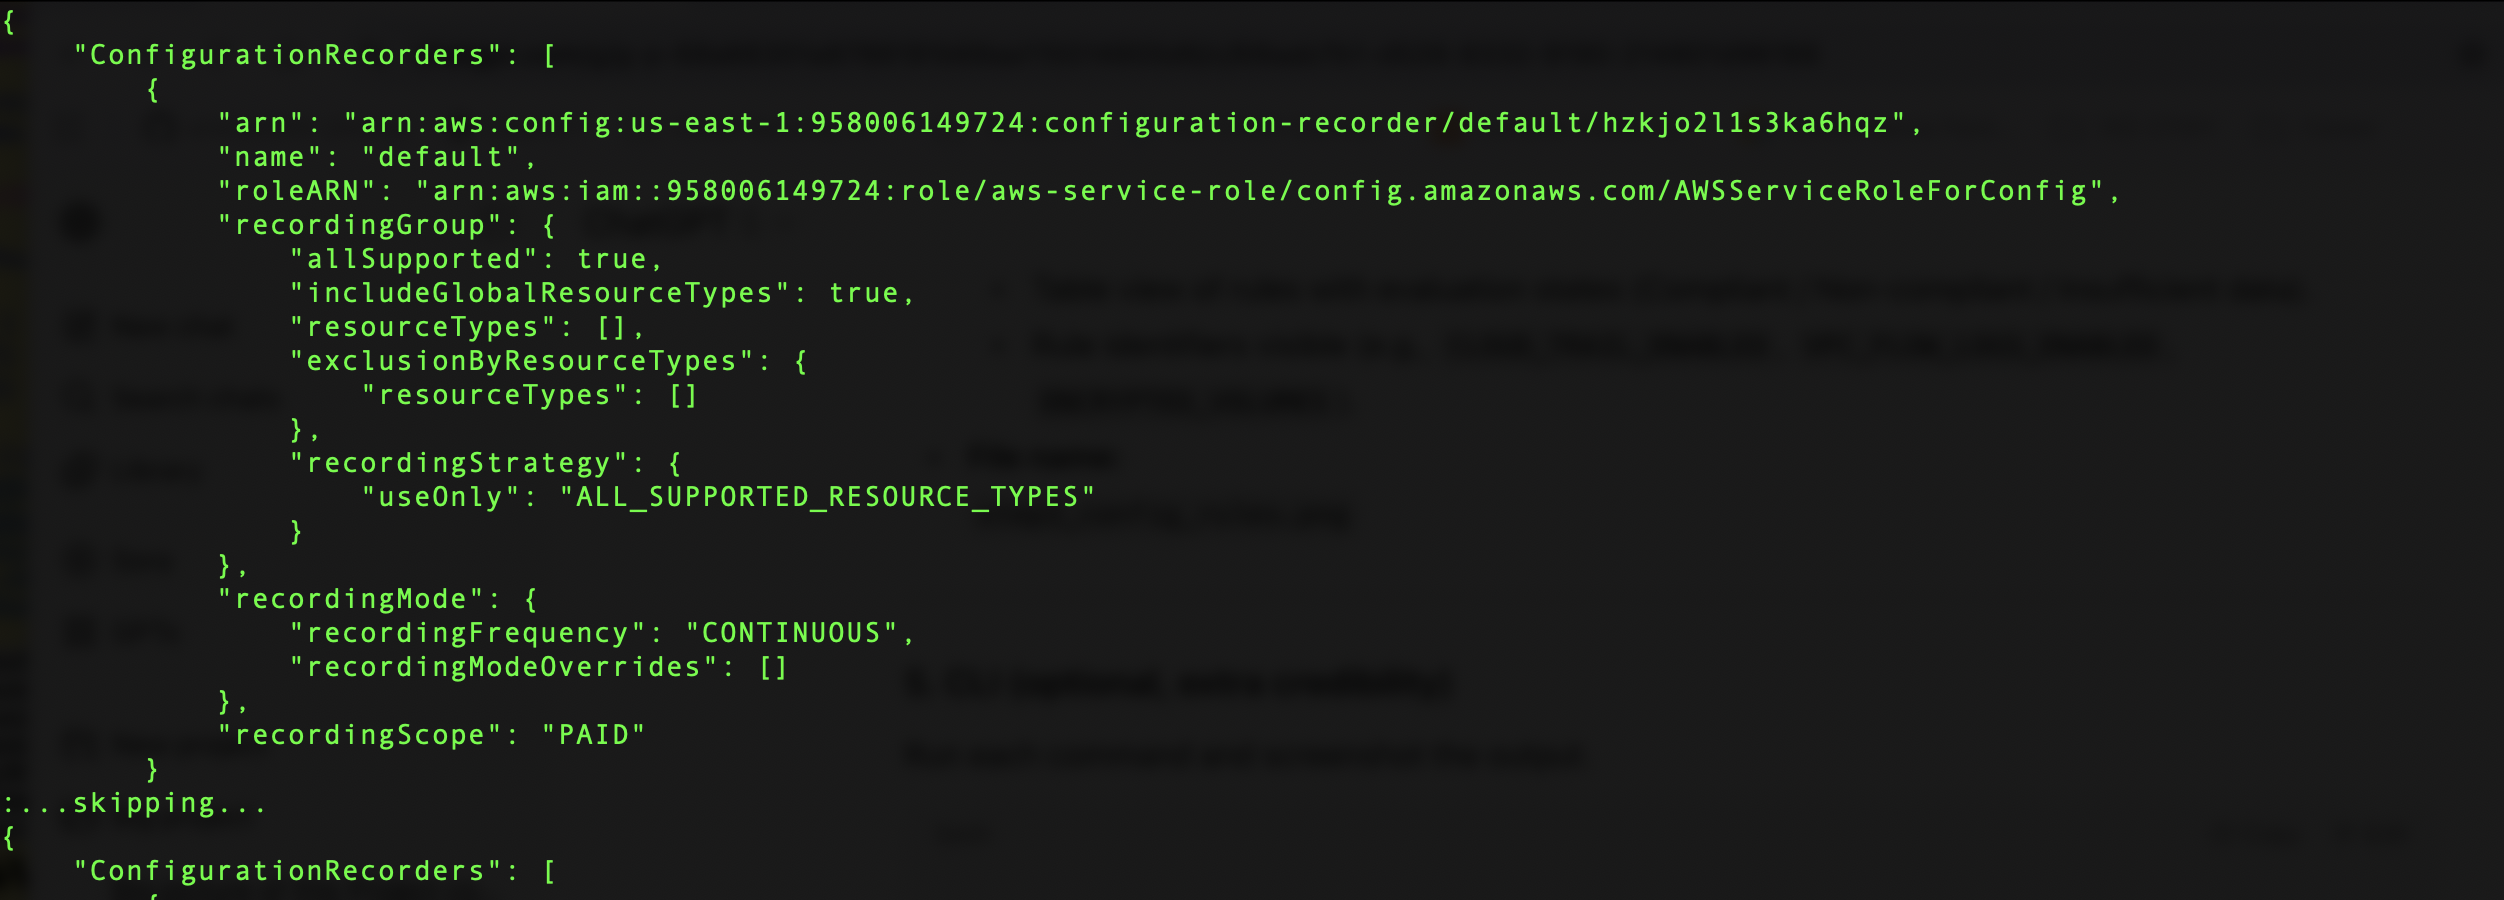 {
    "ConfigurationRecorders": [
        {
            "arn": "arn:aws:config:us-east-1:958006149724:configuration-recorder/default/hzkjo2l1s3ka6hqz",
            "name": "default",
            "roleARN": "arn:aws:iam::958006149724:role/aws-service-role/config.amazonaws.com/AWSServiceRoleForConfig",
            "recordingGroup": {
                "allSupported": true,
                "includeGlobalResourceTypes": true,
                "resourceTypes": [],
                "exclusionByResourceTypes": {
                    "resourceTypes": []
                },
                "recordingStrategy": {
                    "useOnly": "ALL_SUPPORTED_RESOURCE_TYPES"
                }
            },
            "recordingMode": {
                "recordingFrequency": "CONTINUOUS",
                "recordingModeOverrides": []
            },
            "recordingScope": "PAID"
        }
:...skipping...
{
    "ConfigurationRecorders": [
        {